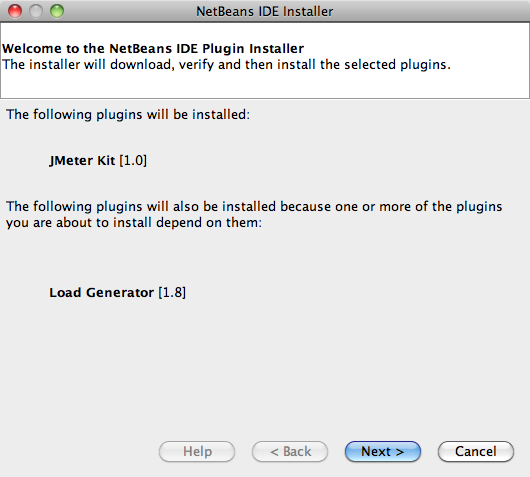 NetBeans IDE Installer
Welcome to the NetBeans IDE Plugin Installer
The installer will download, verify and then install the selected plugins.
The following plugins will be installed:
JMeter Kit [1.0]
The following plugins will also be installed because one or more of the plugins
you are about to install depend on them:
Load Generator [1.8]
Help
< Back
Next >
Cancel